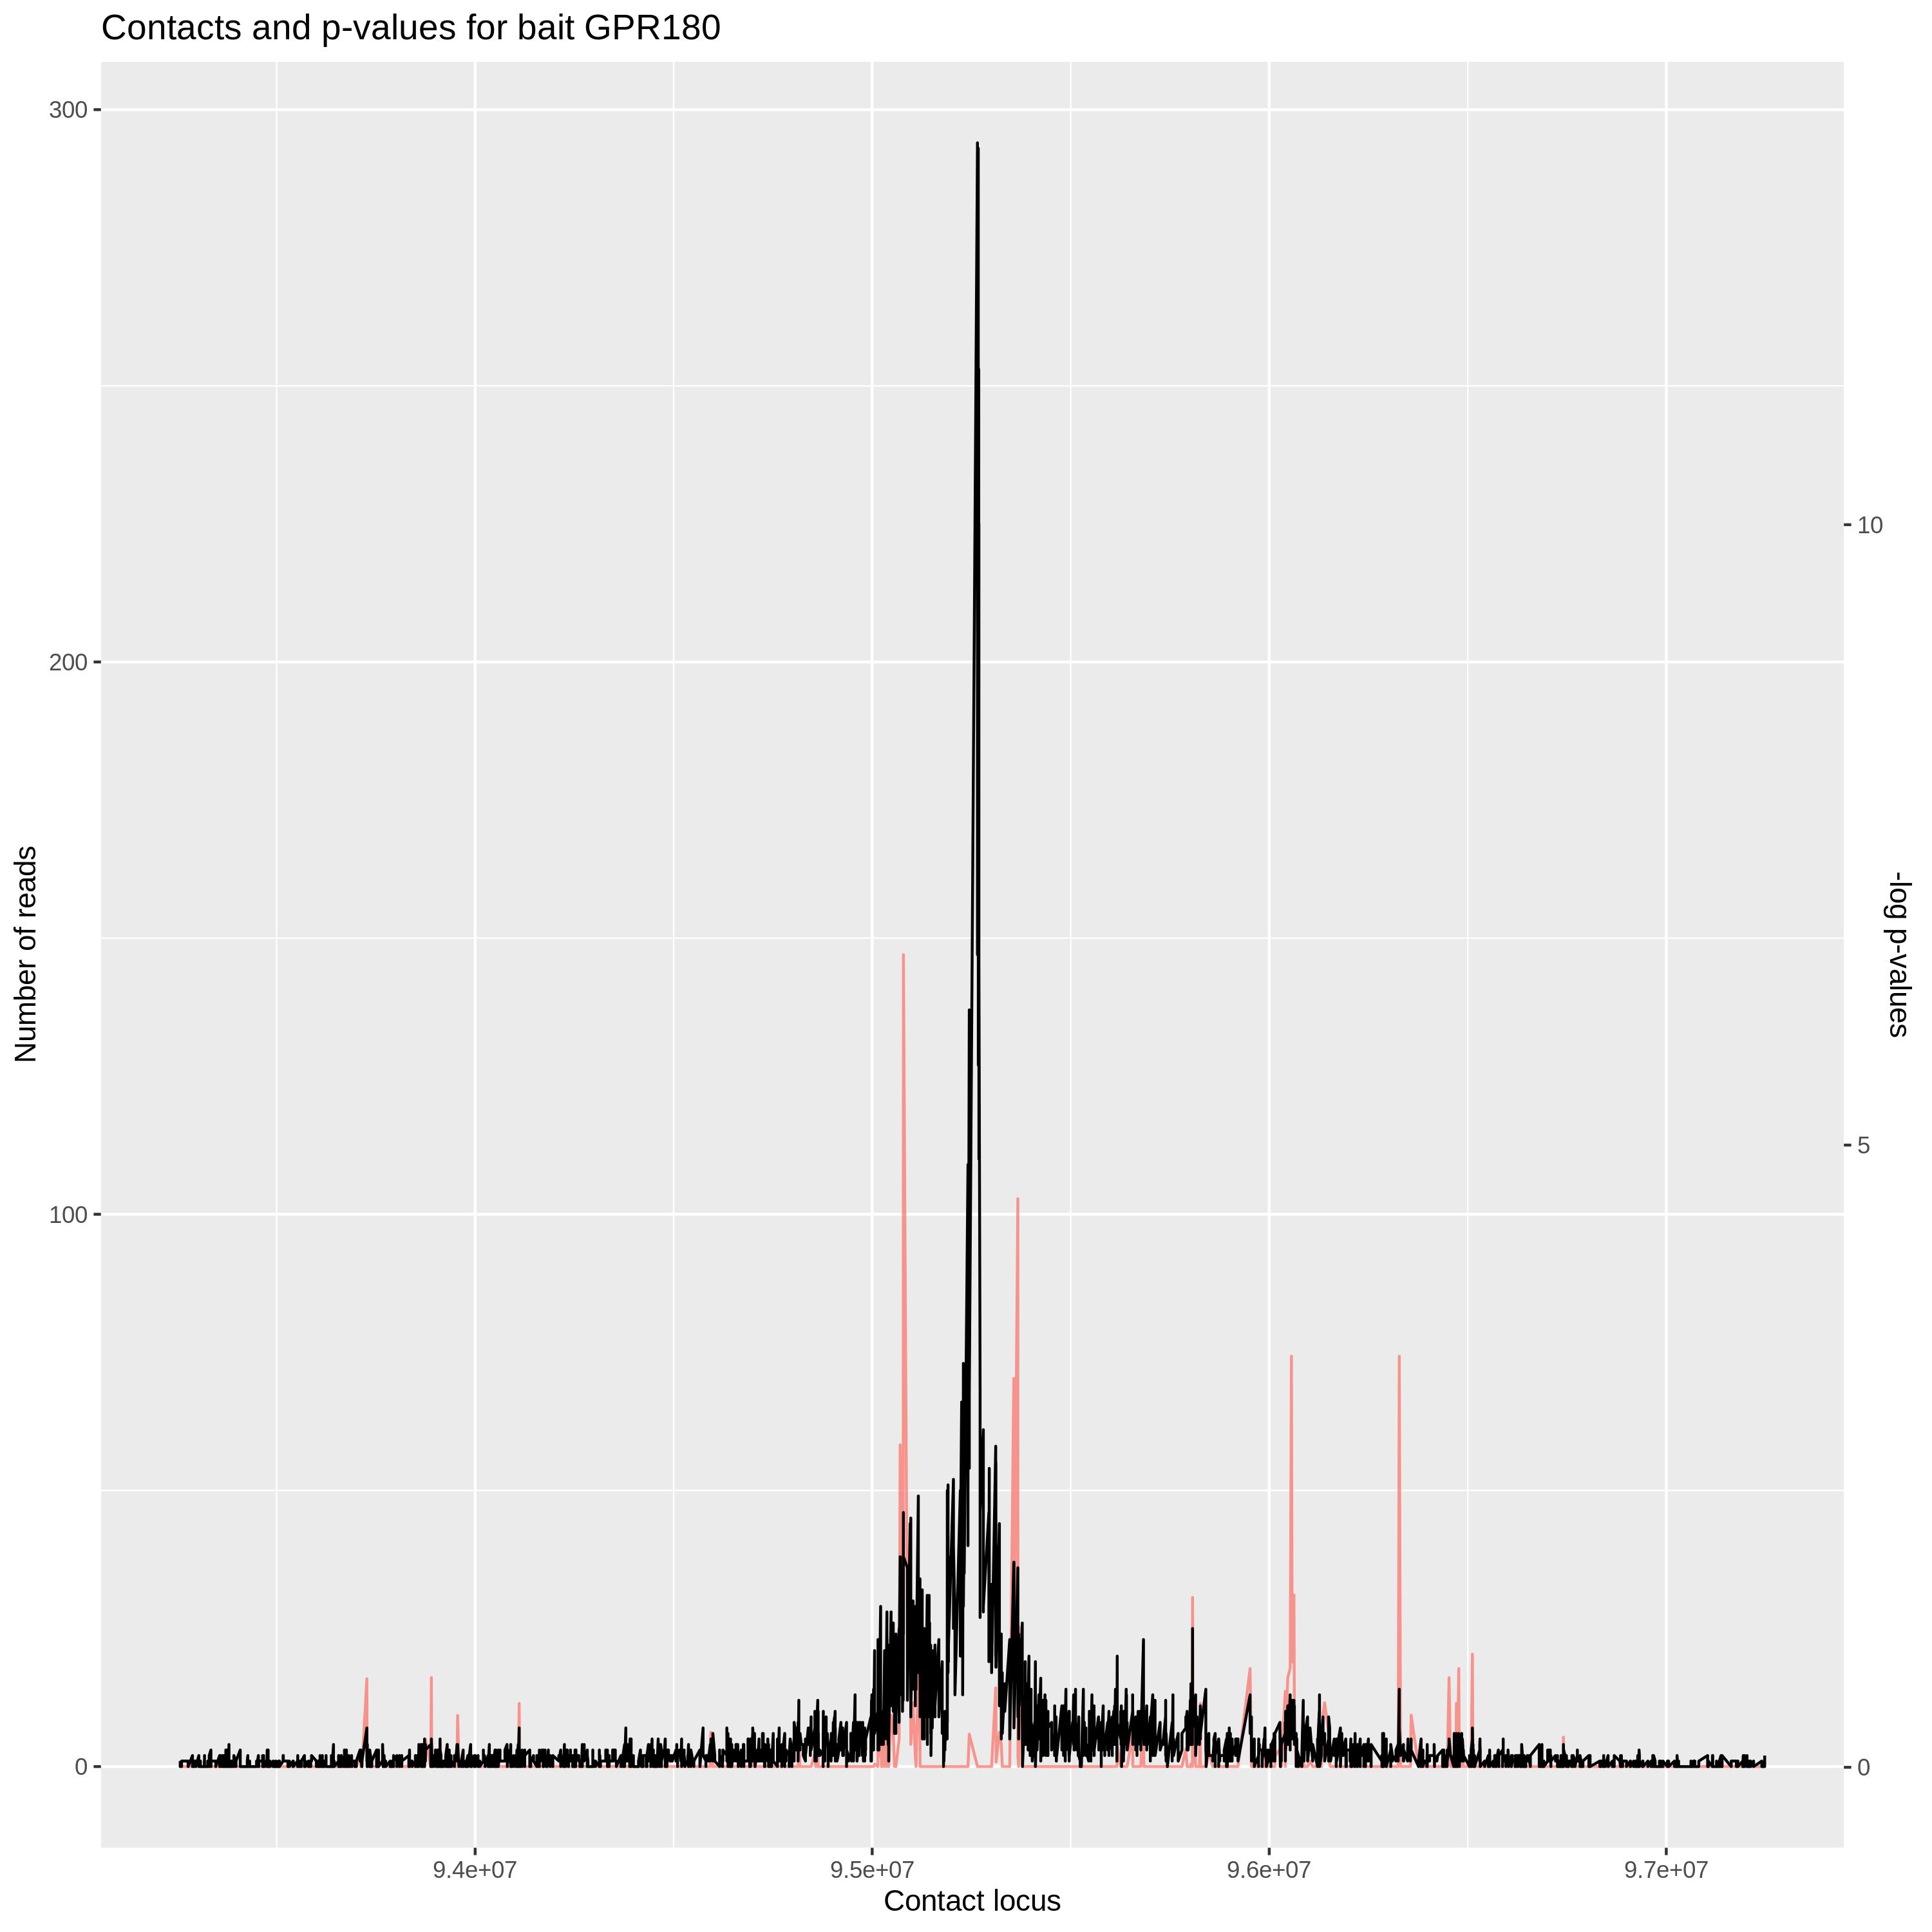 Contacts and p-values for bait GPR180
300
200
100
0
Number of reads
10
5
0
-log p-values
9.4e+07
9.5e+07
9.6e+07
9.7e+07
Contact locus